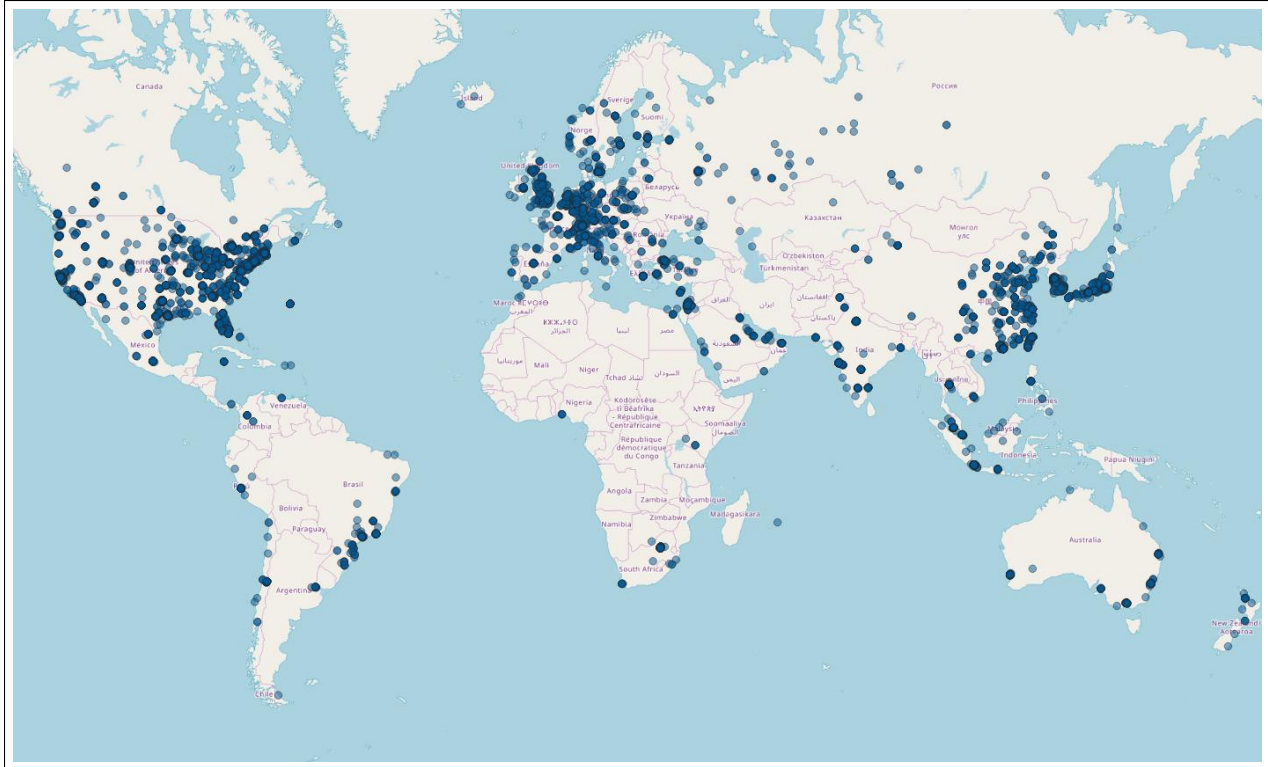 Canada
Ísland
Sverige
Suomi
Norge
Россия
United Kingdom
Беларусь
Україна
Қазақстан
Монгол
улс
România
España
O'zbekiston
Türkmenistan
العراق
ایران
افغانستان
پاکستان
中国
Maroc ⵍⵎⵖⵔⵉⴱ
المغرب
الجزائر
ليبيا
مصر
السعودية
عمان
India
México
موريتانيا
Mali
Niger
Tchad تشاد
السودان
اليمن
Nigeria
Ködörösêse
tî Bêafrîka
- République
Centrafricaine
Soomaaliya
الصومال
Philippines
Venezuela
Colombia
Malaysia
Indonesia
Papua Niugini
République
démocratique
du Congo
Tanzania
Brasil
Angola
Zambia
Moçambique
Madagasikara
Bolivia
Paraguay
Namibia
Zimbabwe
Australia
South Africa
Argentina
New Zealand /
Aotearoa
Chile